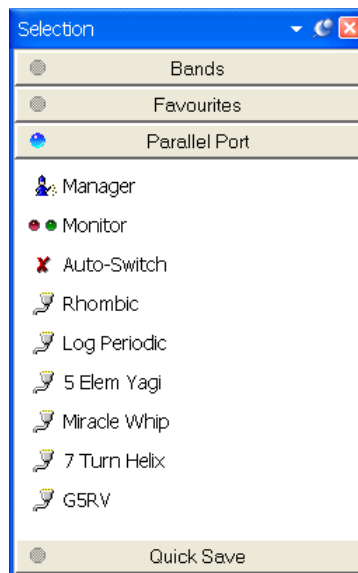 Selection
Bands
Favourites
Parallel Port
Manager
Monitor
Auto-Switch
Rhombic
Log Periodic
5 Elem Yagi
Miracle Whip
7 Turn Helix
G5RV
Quick Save